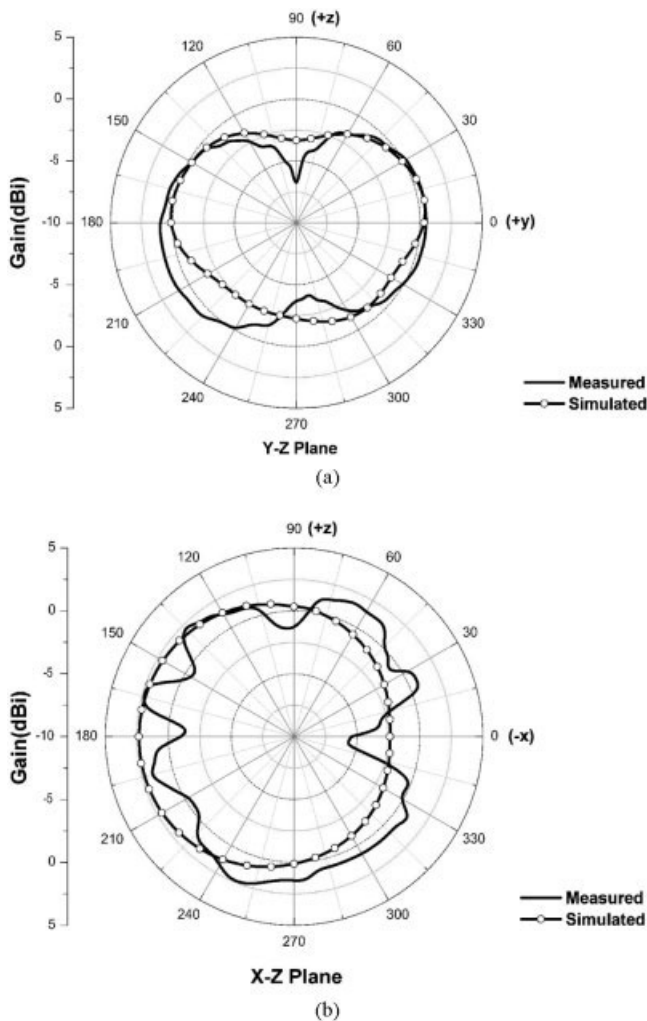 90 (+z)
5
120
60
0
150
30
-5
Gain(dBi)
-10
180
0 (+y)
-5
210
330
0
240
300
5
270
Measured
Simulated
Y-Z Plane
(a)
90 (+z)
5
120
60
0
150
30
-5
Gain(dBi)
-10
180
0 (-x)
-5
210
330
0
240
300
5
270
Measured
Simulated
X-Z Plane
(b)